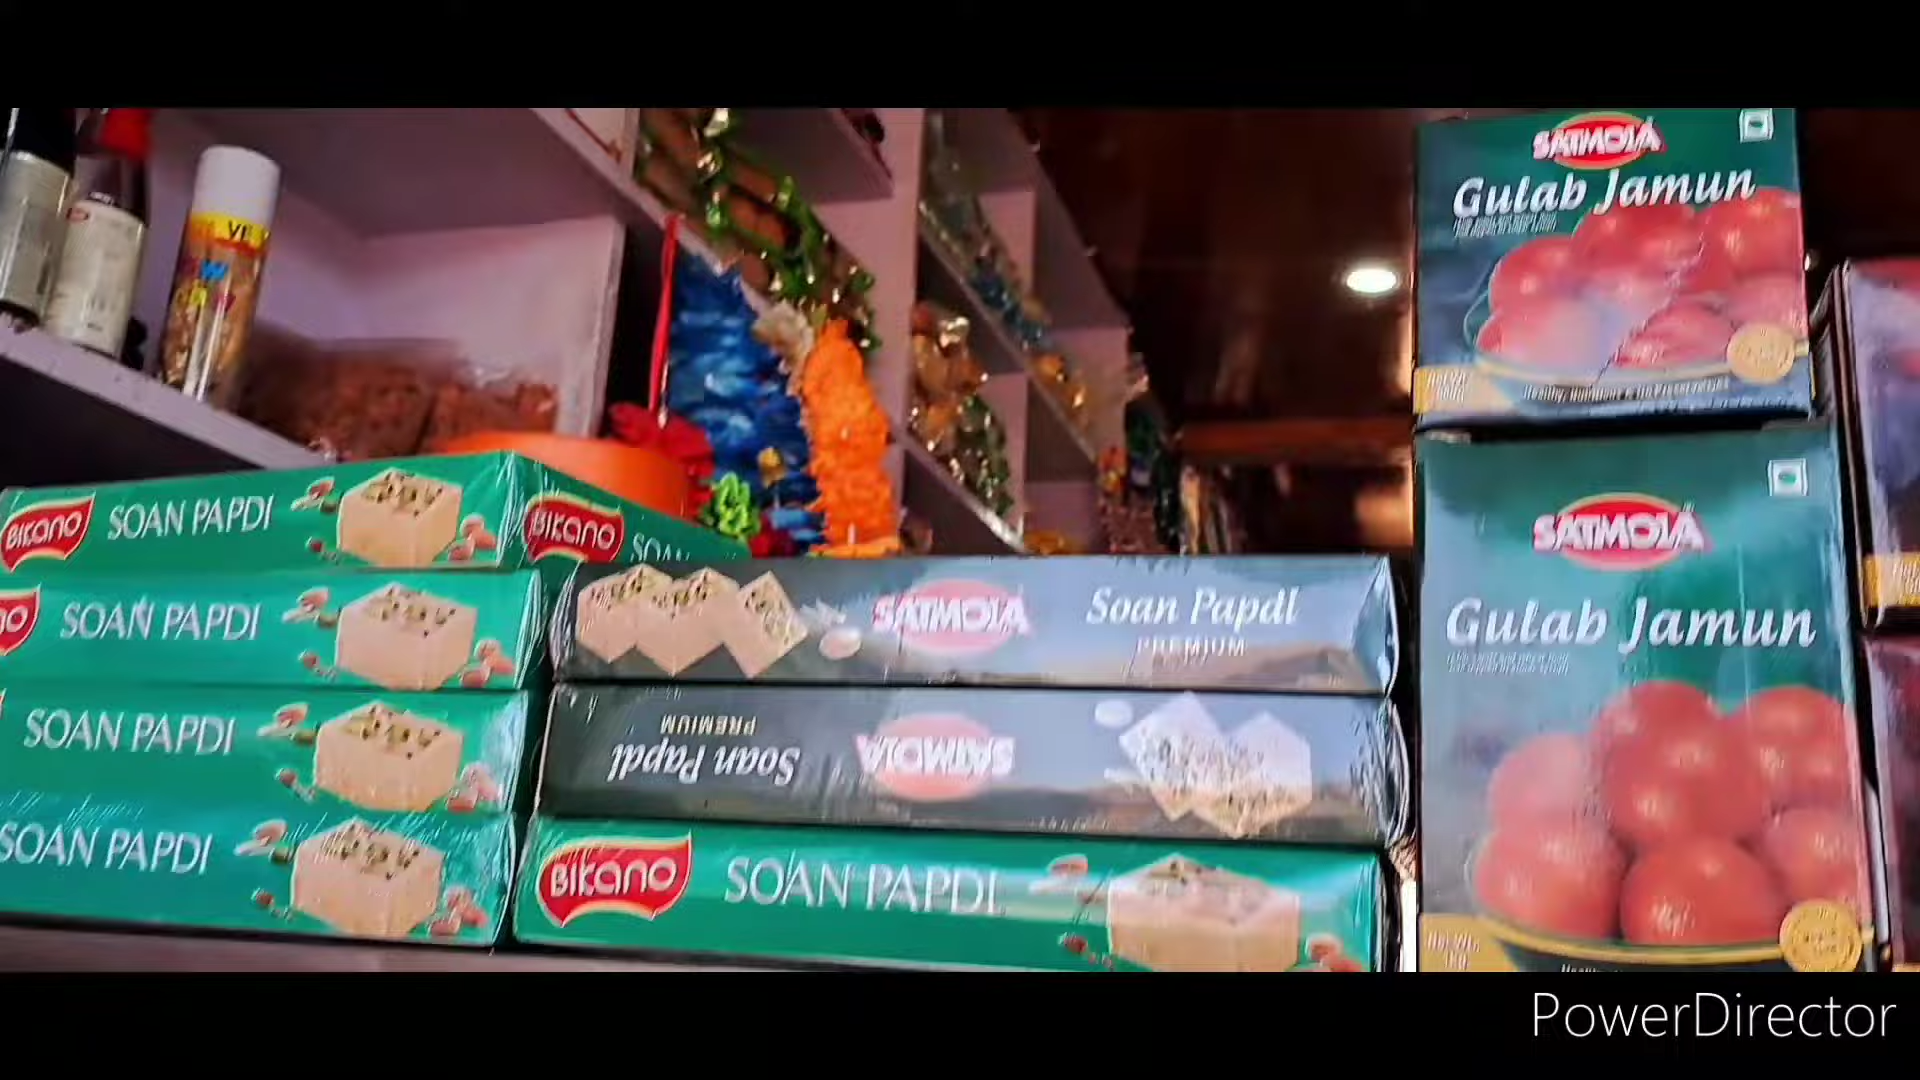 SATMOLA
Gulab Jamun
SATMOLA
Gulab Jamun
Bikano SOAN PAPDI
Bikano SOAN
SOAN PAPDI
SOAN PAPDI
SOAN PAPDI
SATMOLA Soan Papdi
PREMIUM
SATMOLA Soan Papdi
PREMIUM
Bikano SOAN PAPDI
PowerDirector